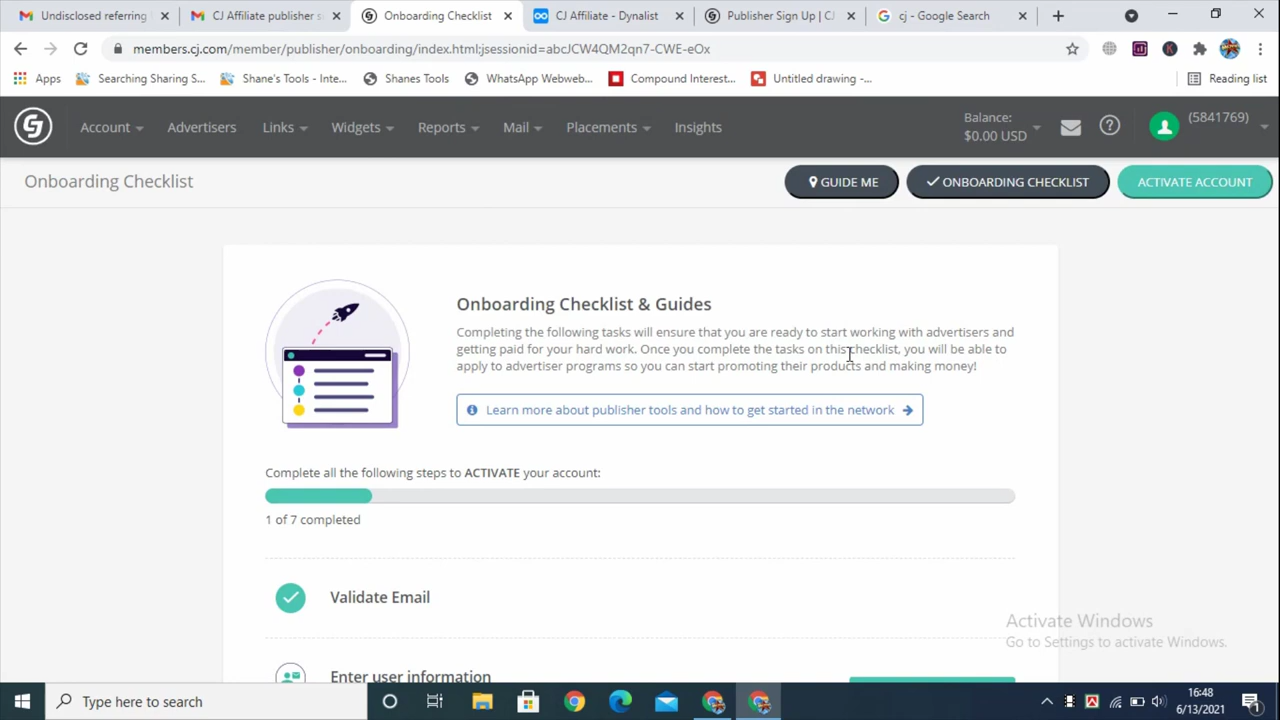 Undisclosed referring
CJ Affiliate publisher s
Onboarding Checklist
CJ Affiliate - Dynalist
Publisher Sign Up | CJ
cj - Google Search
members.cj.com/member/publisher/onboarding/index.html;jsessionid=abcJCW4QM2qn7-CWE-eOx
Apps
Searching Sharing S...
Shane's Tools - Inte...
Shanes Tools
WhatsApp Webweb...
Compound Interest...
Untitled drawing -...
Reading list
Account
Advertisers
Links
Widgets
Reports
Mail
Placements
Insights
Balance:
$0.00 USD
(5841769)
Onboarding Checklist
GUIDE ME
ONBOARDING CHECKLIST
ACTIVATE ACCOUNT
Onboarding Checklist & Guides
Completing the following tasks will ensure that you are ready to start working with advertisers and
getting paid for your hard work. Once you complete the tasks on this checklist, you will be able to
apply to advertiser programs so you can start promoting their products and making money!
Learn more about publisher tools and how to get started in the network
Complete all the following steps to ACTIVATE your account:
1 of 7 completed
Validate Email
Enter user information
Activate Windows
Go to Settings to activate Windows.
Type here to search
16:48
6/13/2021
1